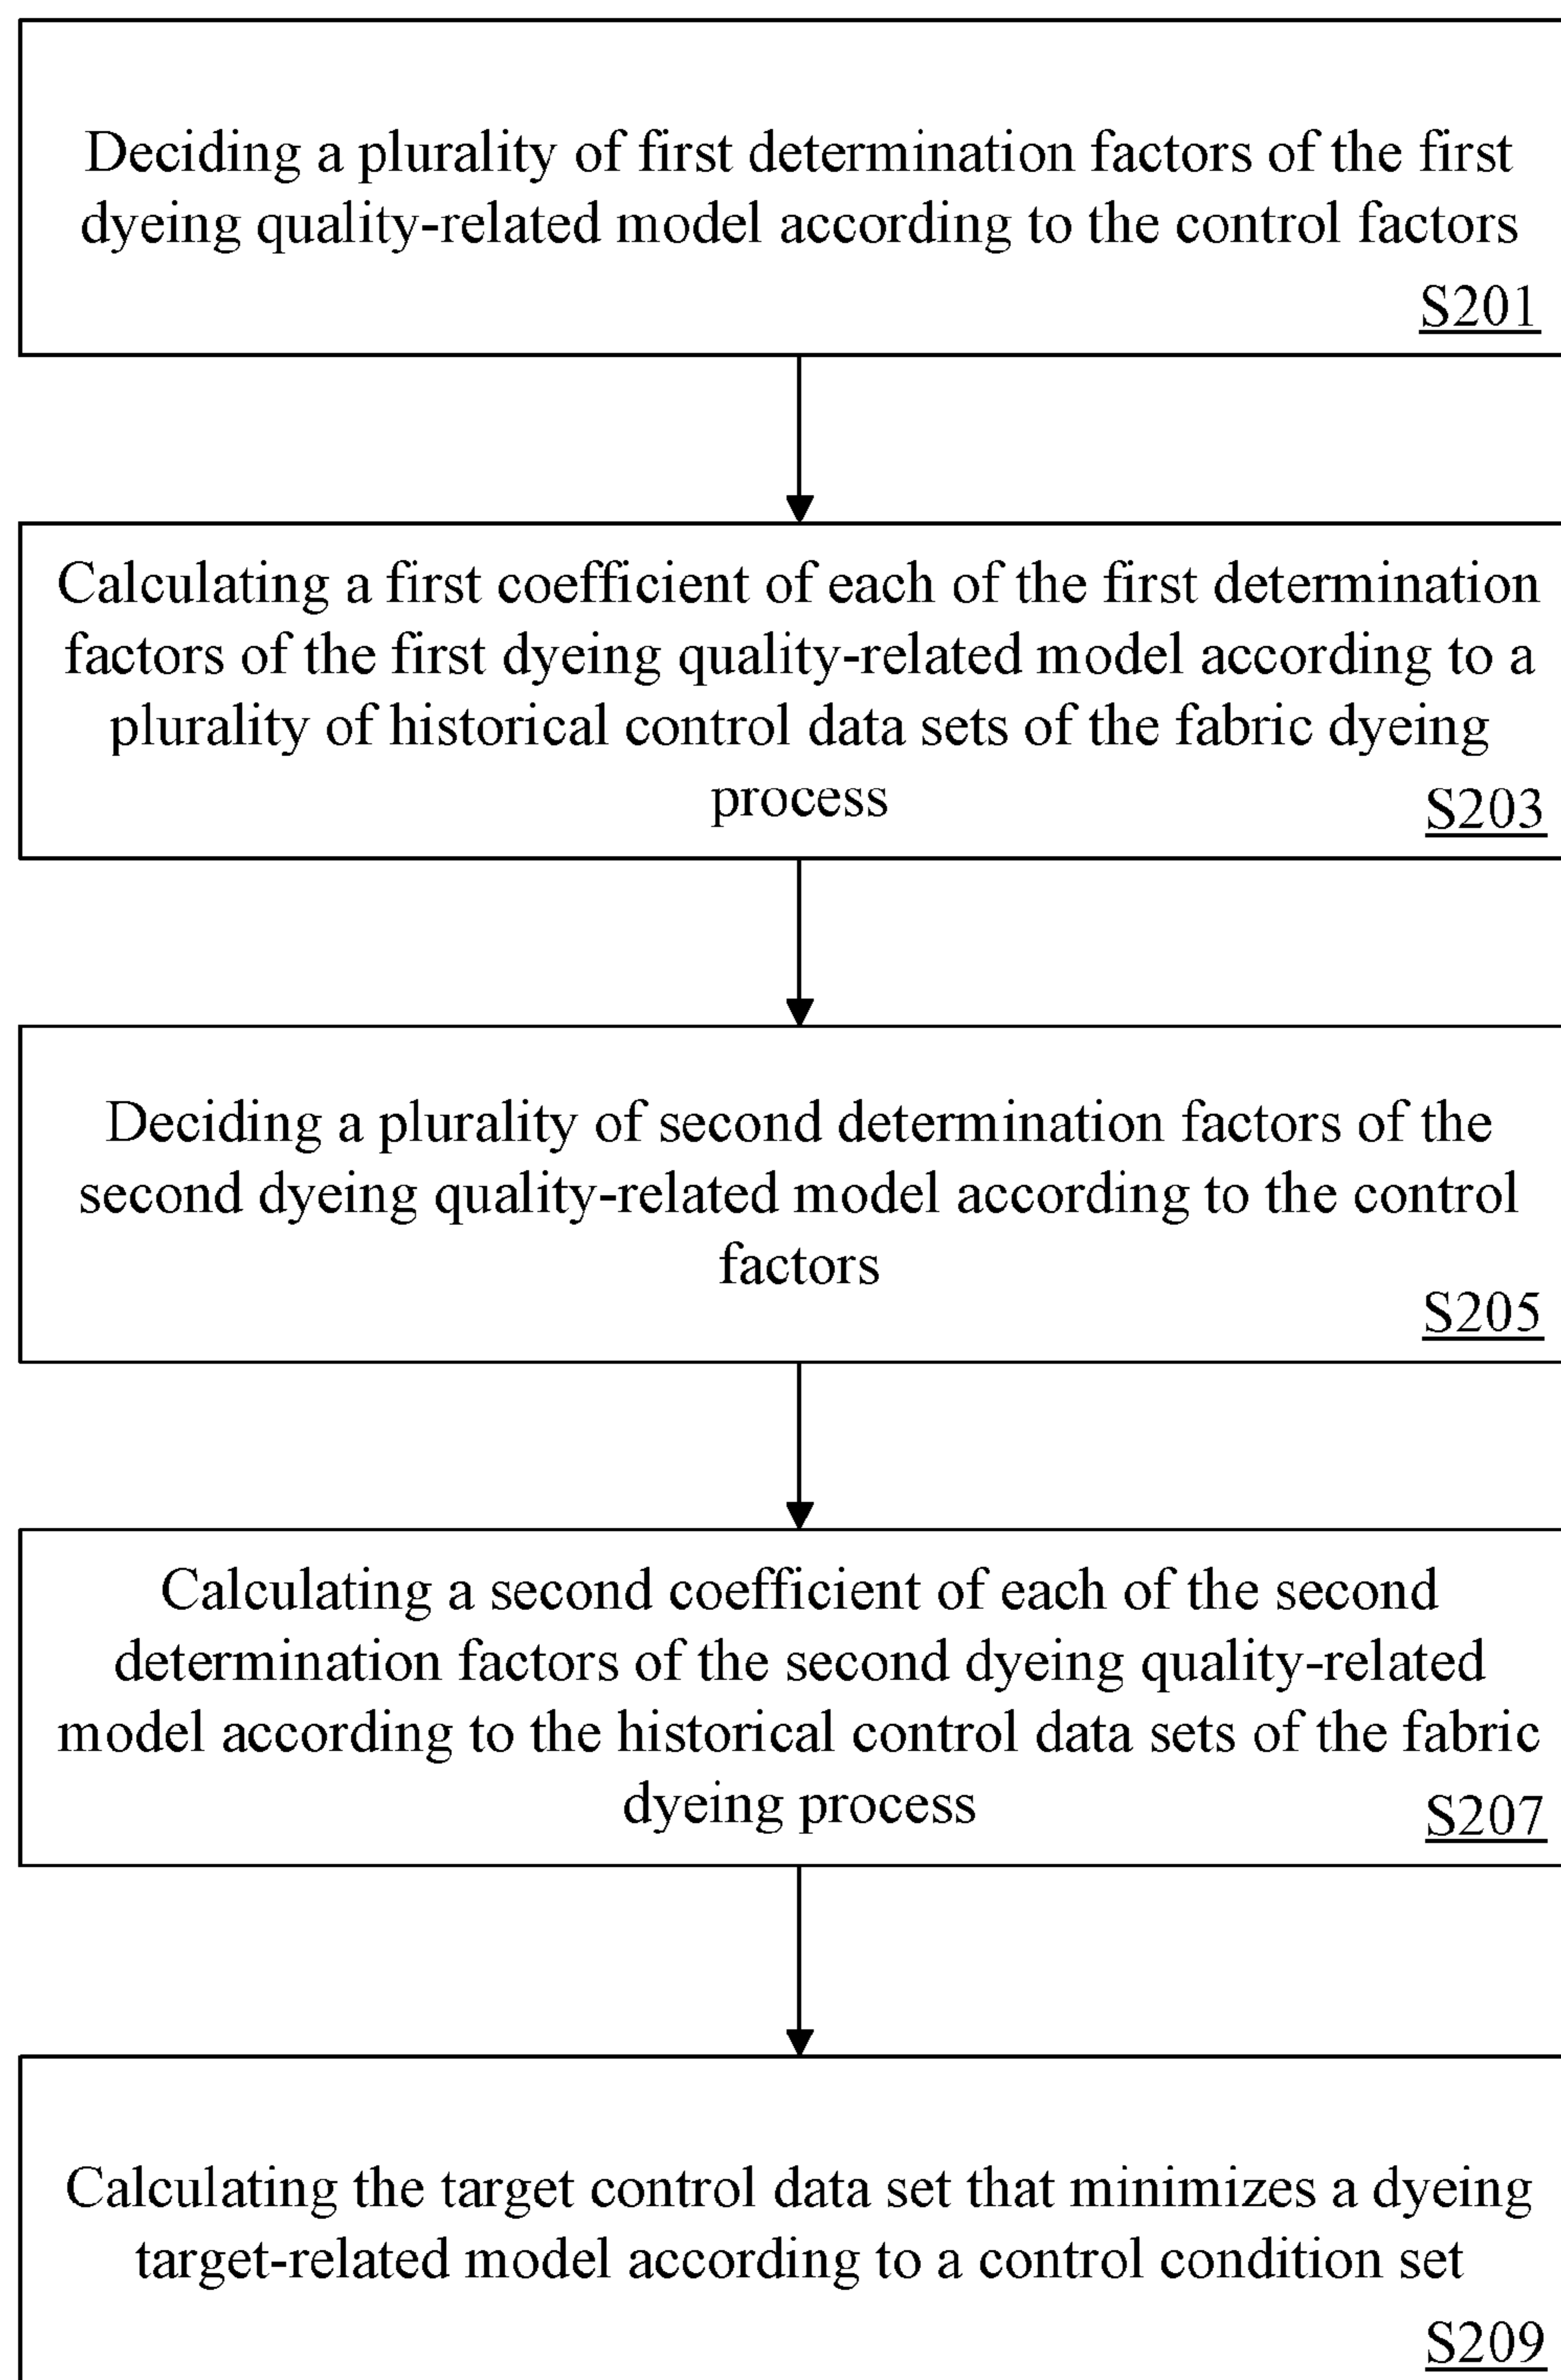 Deciding a plurality of first determination factors of the first
dyeing quality-related model according to the control factors
S201
Calculating a first coefficient of each of the first determination
factors of the first dyeing quality-related model according to a
plurality of historical control data sets of the fabric dyeing
process
S203
Deciding a plurality of second determination factors of the
second dyeing quality-related model according to the control
factors
S205
Calculating a second coefficient of each of the second
determination factors of the second dyeing quality-related
model according to the historical control data sets of the fabric
dyeing process
S207
Calculating the target control data set that minimizes a dyeing
target-related model according to a control condition set
S209